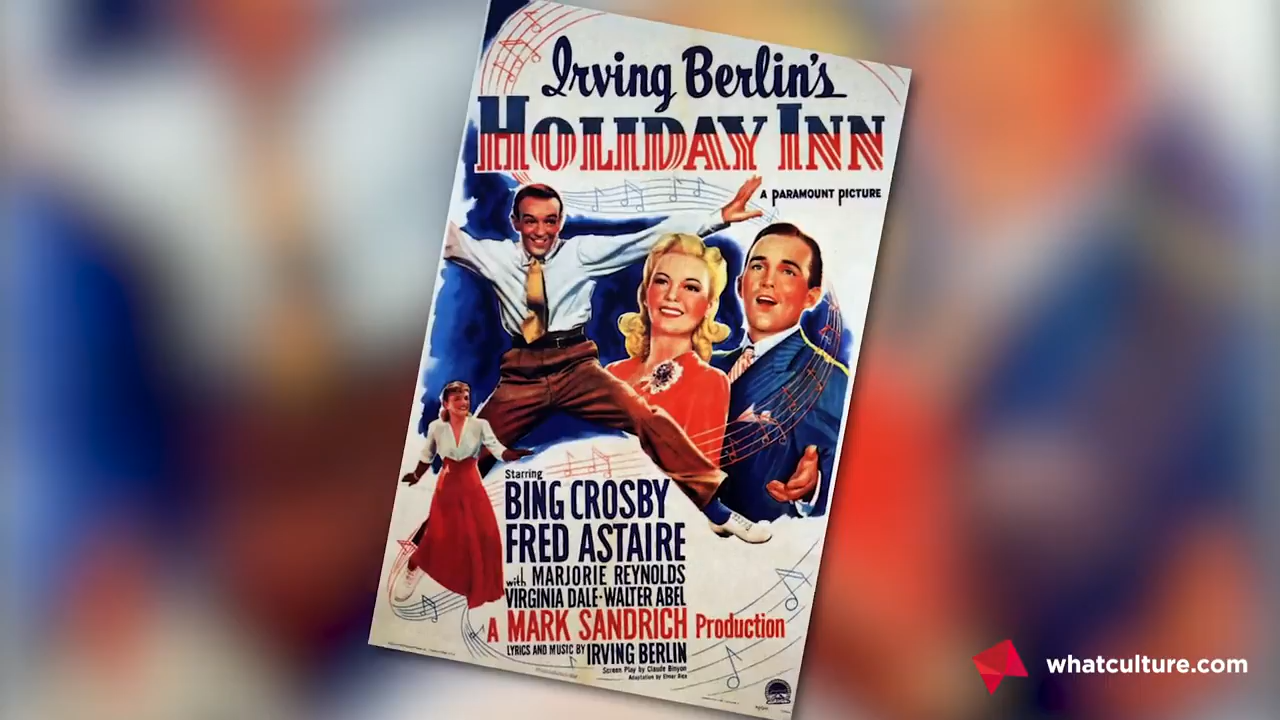 Irving Berlin's
HOLIDAY INN
A PARAMOUNT PICTURE
Starring
BING CROSBY
FRED ASTAIRE
with MARJORIE REYNOLDS
VIRGINIA DALE · WALTER ABEL
A MARK SANDRICH Production
LYRICS AND MUSIC BY IRVING BERLIN
Screen Play by Claude Binyon
Adaptation by Elmer Rice
whatculture.com